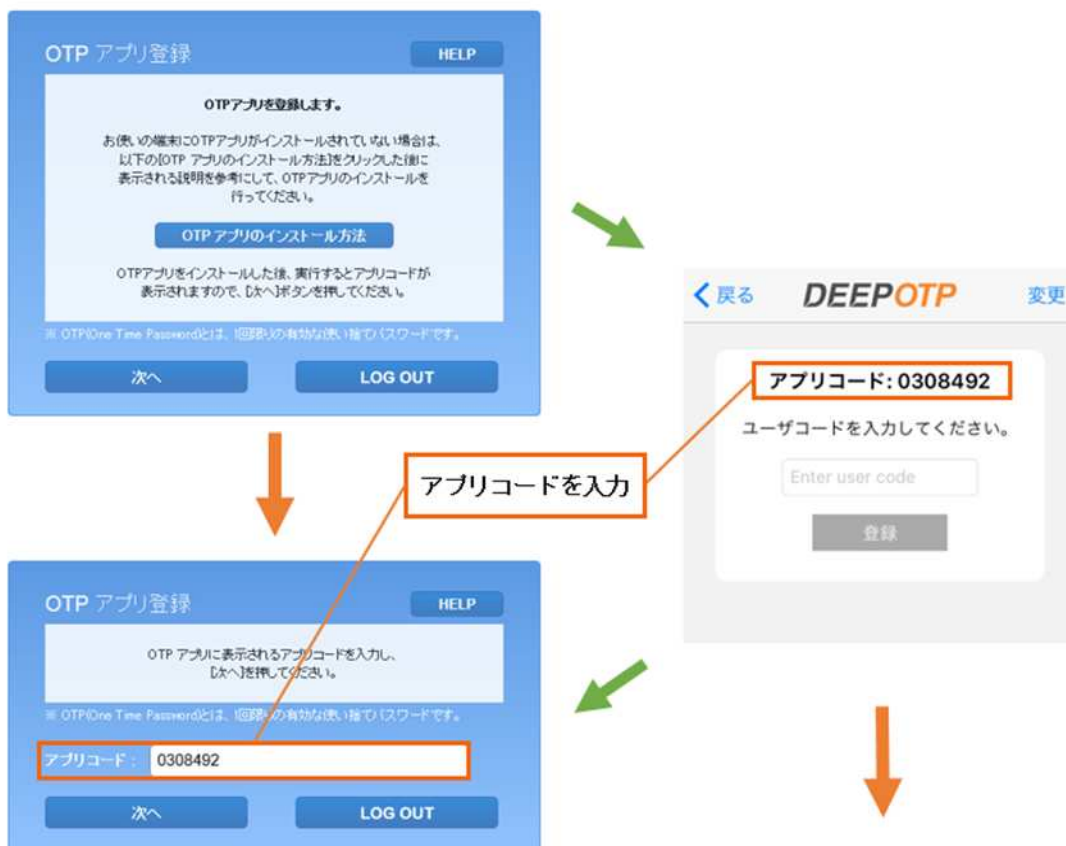 OTP アプリ登録
HELP
OTPアプリを登録します。
お使いの端末にOTPアプリがインストールされていない場合は、
以下の[OTP アプリのインストール方法]をクリックした後に
表示される説明を参考にして、OTPアプリのインストールを
行ってください。
OTP アプリのインストール方法
OTPアプリをインストールした後、実行するとアプリコードが
表示されますので、[次へ]ボタンを押してください。
※ OTP(One Time Password)とは、1回限りの有効な使い捨てパスワードです。
次へ
LOG OUT
戻る
DEEPOTP
変更
アプリコード: 0308492
ユーザコードを入力してください。
Enter user code
登録
アプリコードを入力
OTP アプリ登録
HELP
OTP アプリに表示されるアプリコードを入力し、
[次へ]を押してください。
※ OTP(One Time Password)とは、1回限りの有効な使い捨てパスワードです。
アプリコード : 0308492
次へ
LOG OUT